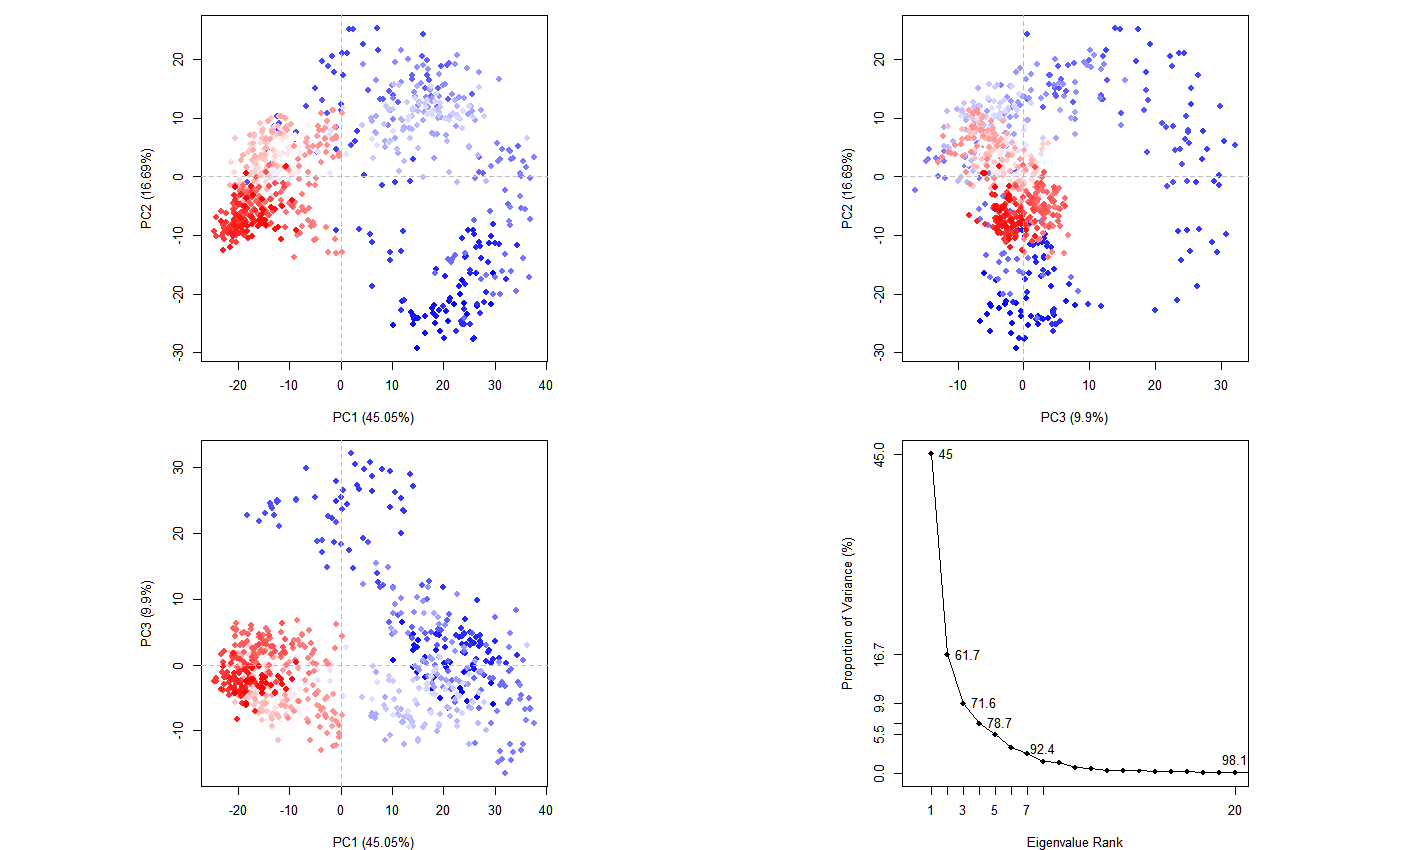 20
10
0
-10
-20
-30
PC2 (16.69%)
-20 -10 0 10 20 30 40
PC1 (45.05%)
20
10
0
-10
-20
-30
PC2 (16.69%)
-10 0 10 20 30
PC3 (9.9%)
30
20
10
0
-10
PC3 (9.9%)
-20 -10 0 10 20 30 40
PC1 (45.05%)
45.0
16.7
9.9
5.5
0.0
Proportion of Variance (%)
45
61.7
71.6
78.7
92.4
98.1
1 3 5 7 20
Eigenvalue Rank